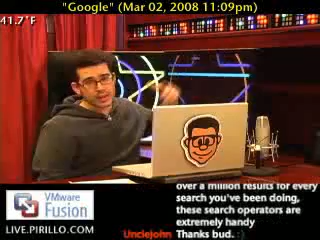 "Google" (Mar 02, 2008 11:09pm)
41.7°F
VMware
Fusion
LIVE.PIRILLO.COM
over a million results for every
search you've been doing,
these search operators are
extremely handy
Unclejohn Thanks bud. :)